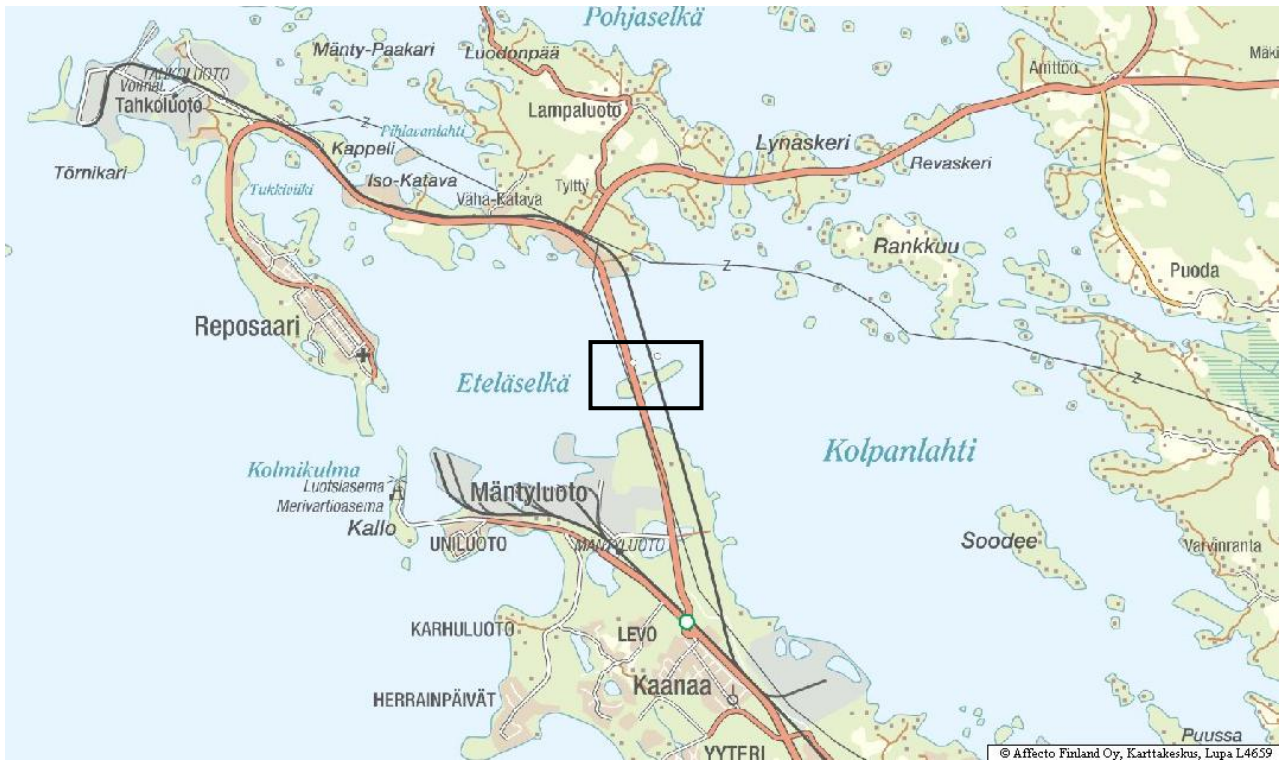 Pohjaselkä
Mänty-Paakari
Luodonpää
Anttoo
TAHKOLUOTO
Voimal.
Tahkoluoto
Lampaluoto
Pihlavanlahti
Kappeli
Lynaskeri
Revaskeri
Törnikari
Iso-Katava
Tyltty
Tukkiviiki
Vähä-Katava
z
Rankkuu
z
Puoda
Reposaari
Eteläselkä
z
Kolpanlahti
Kolmikulma
Luotsiasema
Merivartioasema
Mäntyluoto
Kallo
UNILUOTO
MÄNTYLUOTO
Soodee
Varvinranta
KARHULUOTO
LEVO
Kaanaa
HERRAINPÄIVÄT
YYTERI
Puussa
© Affecto Finland Oy, Karttakeskus, Lupa L4659